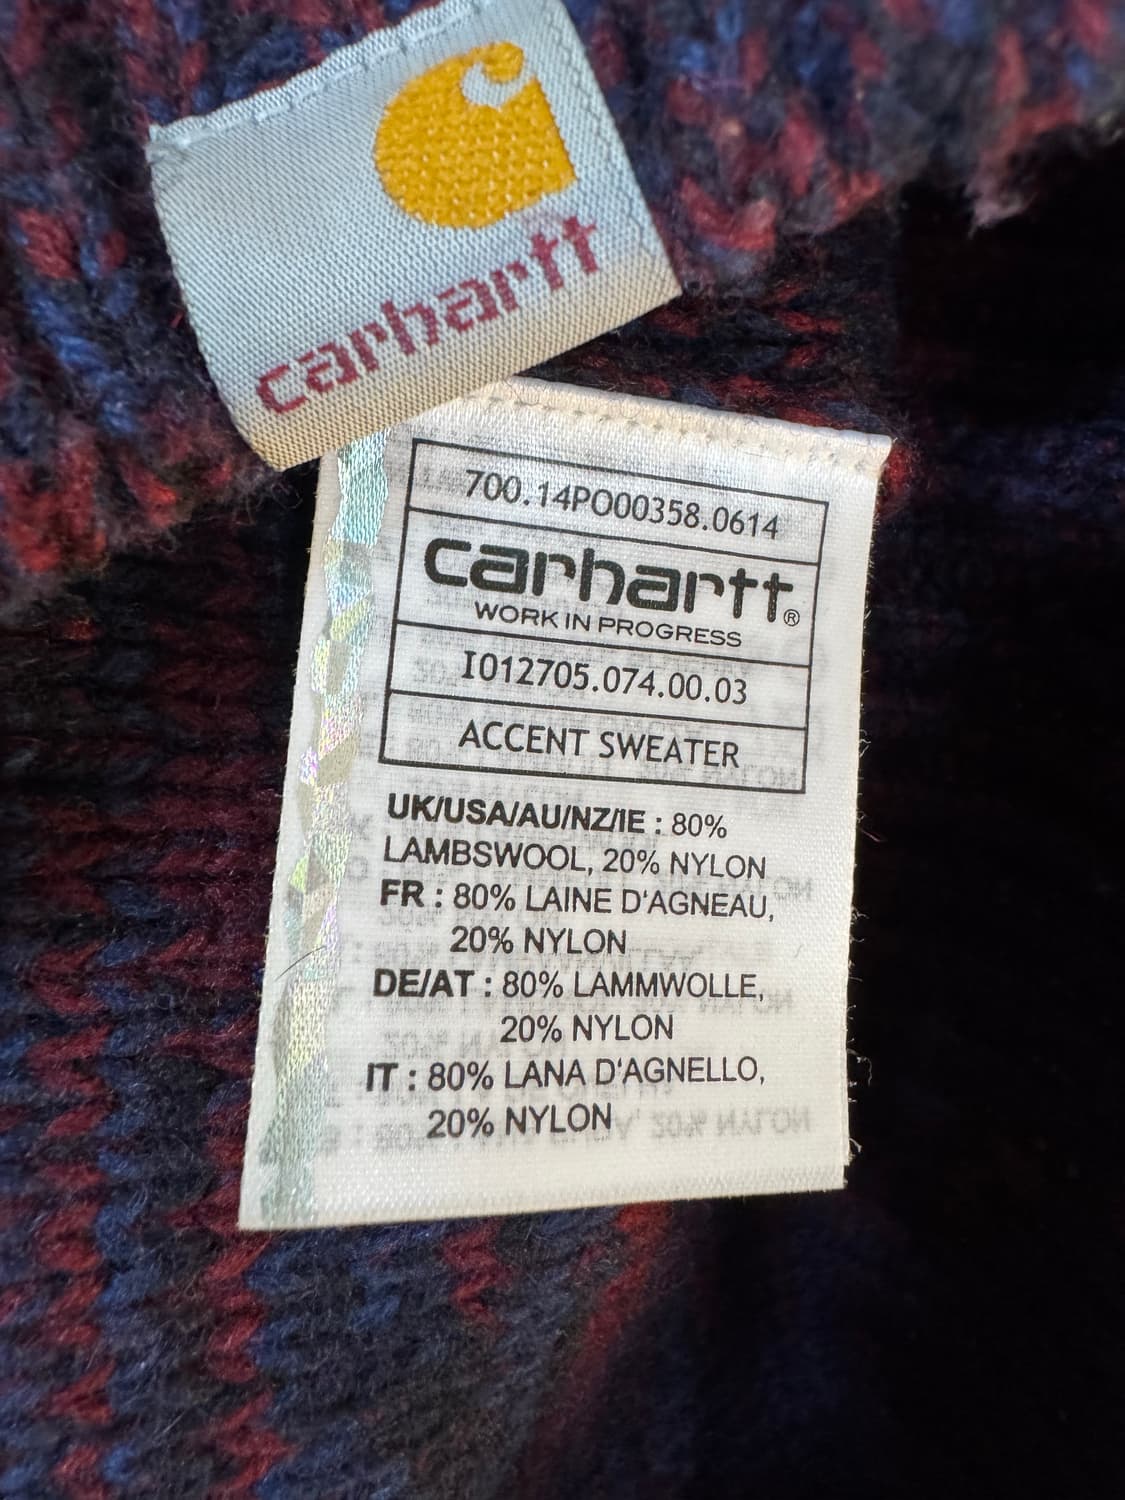 carhartt
700.14PO00358.0614
carhartt®
WORK IN PROGRESS
I012705.074.00.03
ACCENT SWEATER
UK/USA/AU/NZ/IE : 80%
LAMBSWOOL, 20% NYLON
FR : 80% LAINE D'AGNEAU,
20% NYLON
DE/AT : 80% LAMMWOLLE,
20% NYLON
IT : 80% LANA D'AGNELLO,
20% NYLON